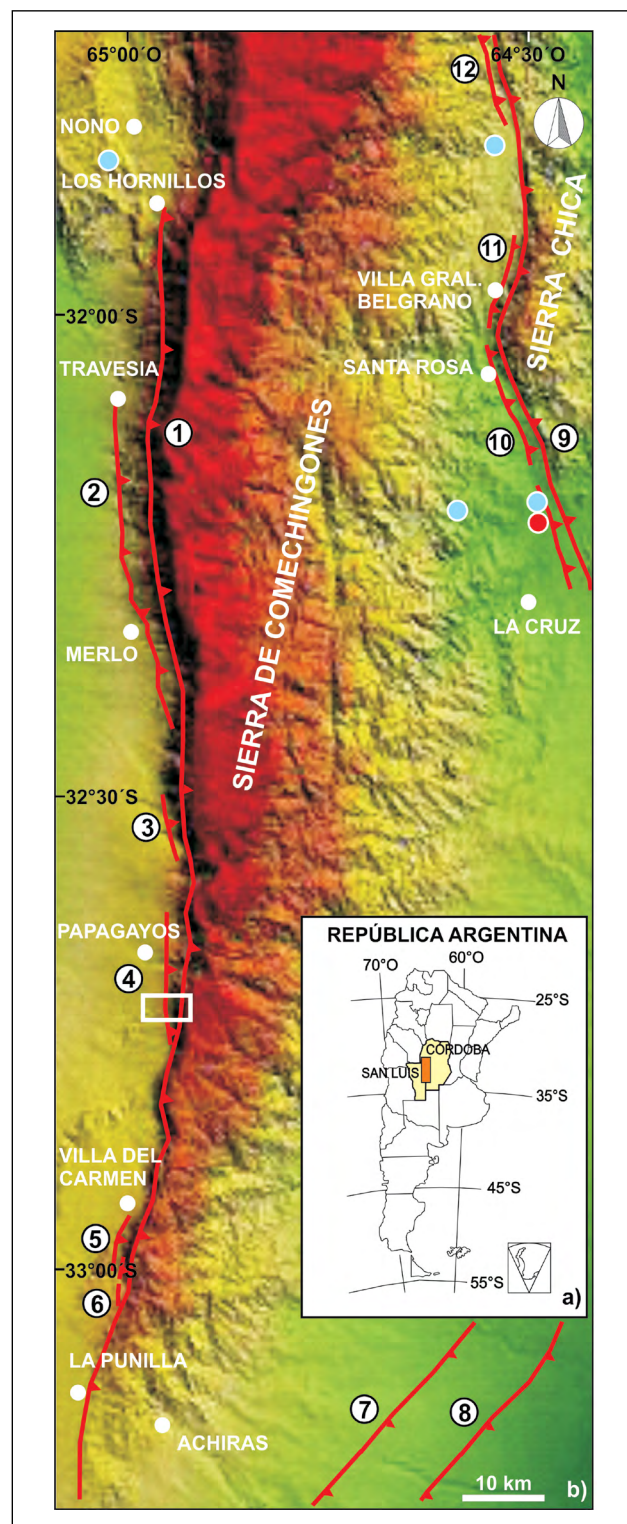 65°00´O
64°30´O
12
N
NONO
LOS HORNILLOS
SIERRA CHICA
11
VILLA GRAL.
BELGRANO
32°00´S
SANTA ROSA
TRAVESIA
1
9
10
2
SIERRA DE COMECHINGONES
LA CRUZ
MERLO
32°30´S
3
PAPAGAYOS
4
REPÚBLICA ARGENTINA
70°O
60°O
25°S
CÓRDOBA
SAN LUIS
35°S
45°S
55°S
a)
VILLA DEL
CARMEN
5
33°00´S
6
LA PUNILLA
7
8
ACHIRAS
10 km
b)